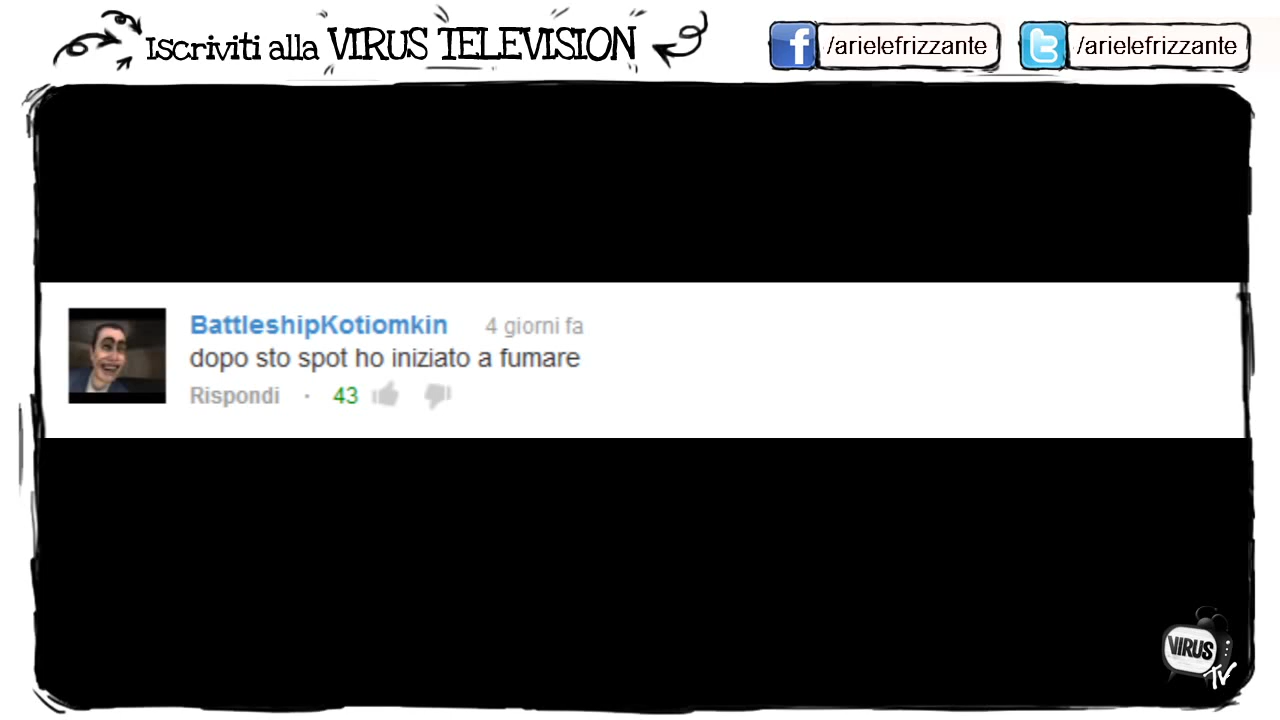 Iscriviti alla VIRUS TELEVISION
f /arielefrizzante
t /arielefrizzante
BattleshipKotiomkin 4 giorni fa
dopo sto spot ho iniziato a fumare
Rispondi · 43
VIRUS
TV